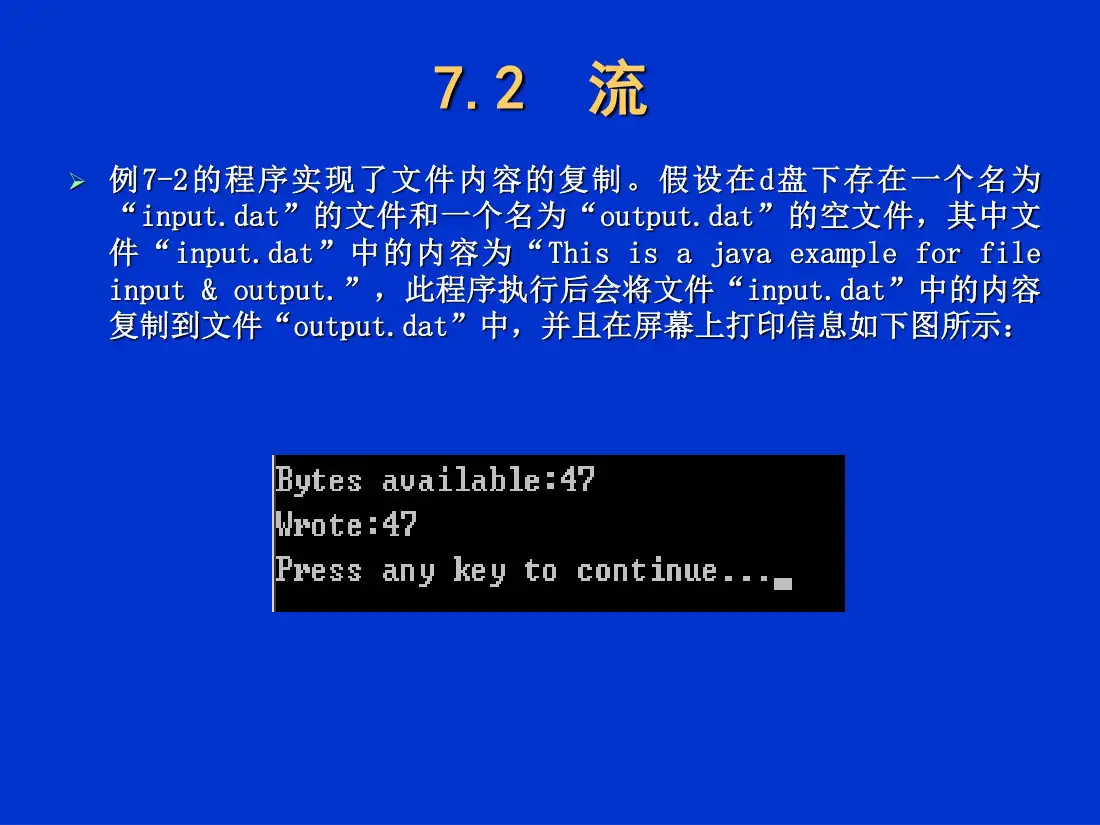 7.2 流
例7-2的程序实现了文件内容的复制。假设在d盘下存在一个名为
“input.dat”的文件和一个名为“output.dat”的空文件，其中文
件“input.dat”中的内容为“This is a java example for file
input & output.”，此程序执行后会将文件“input.dat”中的内容
复制到文件“output.dat”中，并且在屏幕上打印信息如下图所示：
Bytes available:47
Wrote:47
Press any key to continue..._